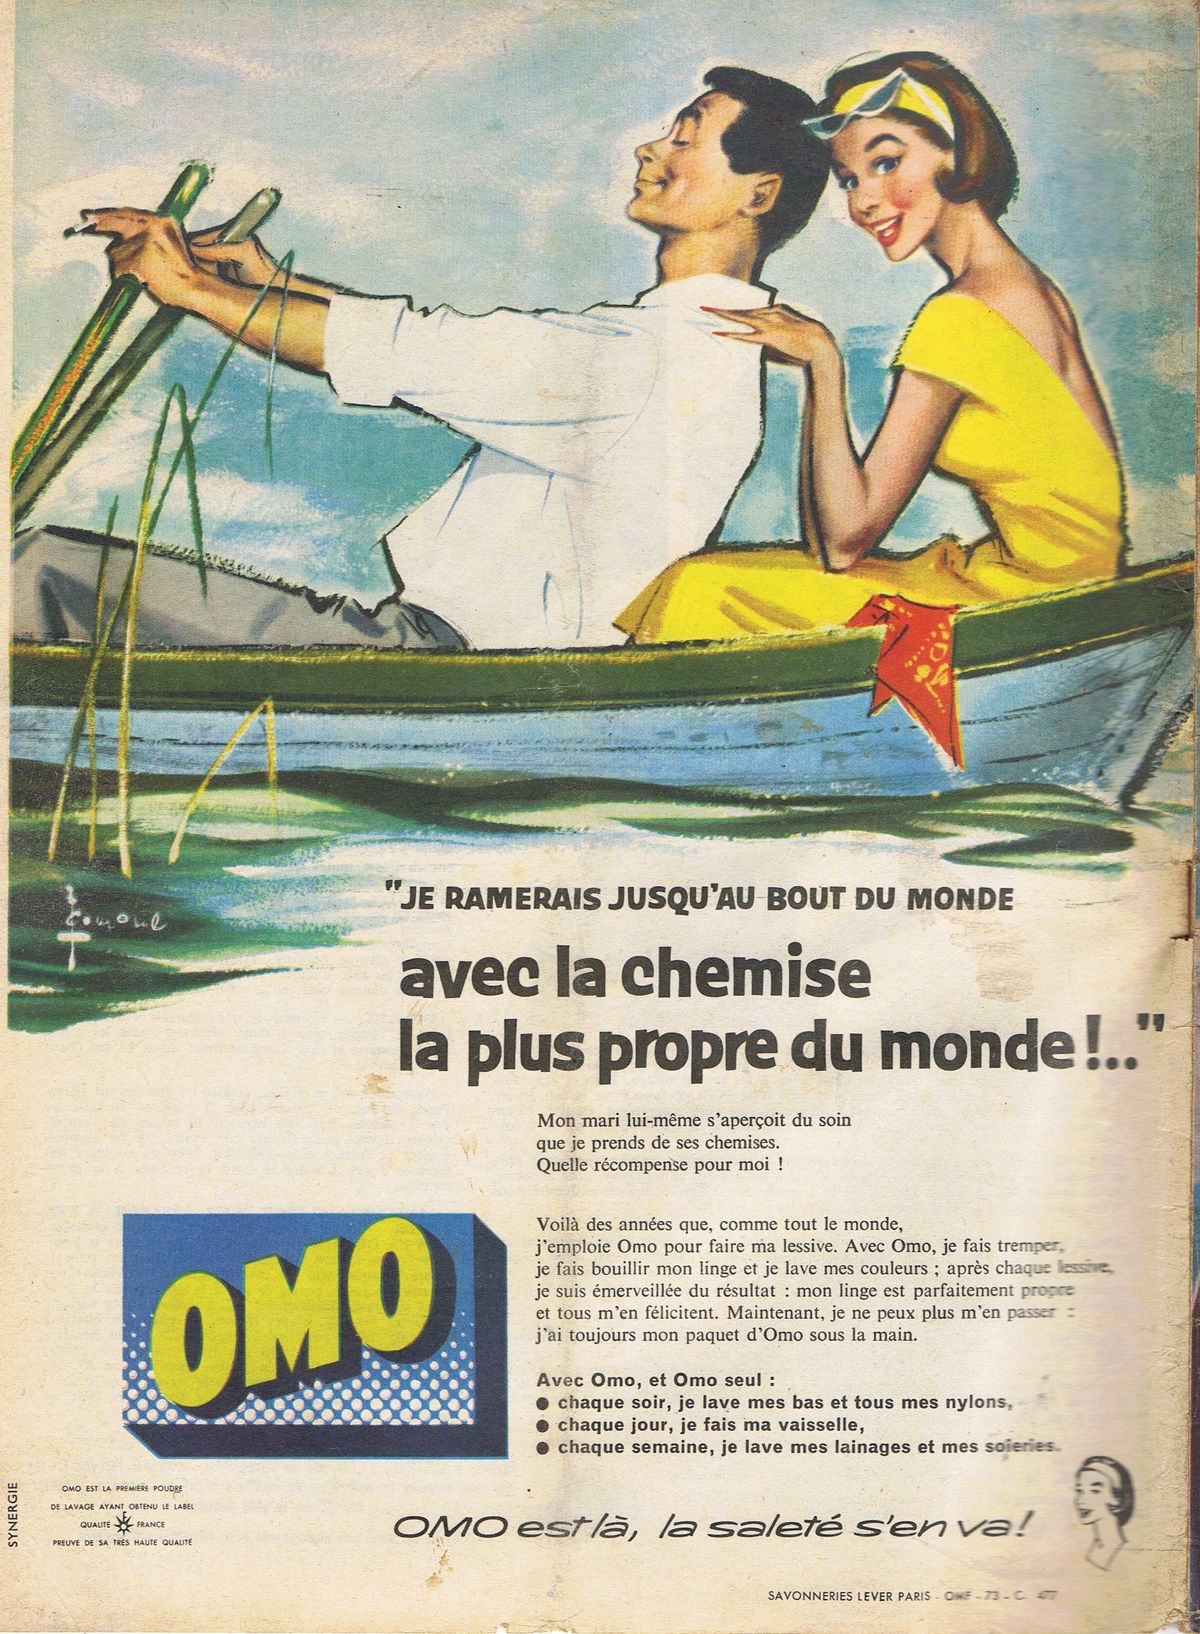 "JE RAMERAIS JUSQU'AU BOUT DU MONDE
avec la chemise
la plus propre du monde !..."
Mon mari lui-même s'aperçoit du soin
que je prends de ses chemises.
Quelle récompense pour moi !
Voilà des années que, comme tout le monde,
j'emploie Omo pour faire ma lessive. Avec Omo, je fais tremper,
je fais bouillir mon linge et je lave mes couleurs ; après chaque lessive,
je suis émerveillée du résultat : mon linge est parfaitement propre
et tous m'en félicitent. Maintenant, je ne peux plus m'en passer :
j'ai toujours mon paquet d'Omo sous la main.
OMO
Avec Omo, et Omo seul :
● chaque soir, je lave mes bas et tous mes nylons,
● chaque jour, je fais ma vaisselle,
● chaque semaine, je lave mes lainages et mes soieries.
SYNERGIE
OMO EST LA PREMIÈRE POUDRE
DE LAVAGE AYANT OBTENU LE LABEL
QUALITÉ FRANCE
PREUVE DE SA TRÈS HAUTE QUALITÉ
OMO est là, la saleté s'en va!
SAVONNERIES LEVER PARIS - OMF - 73 - C. 477